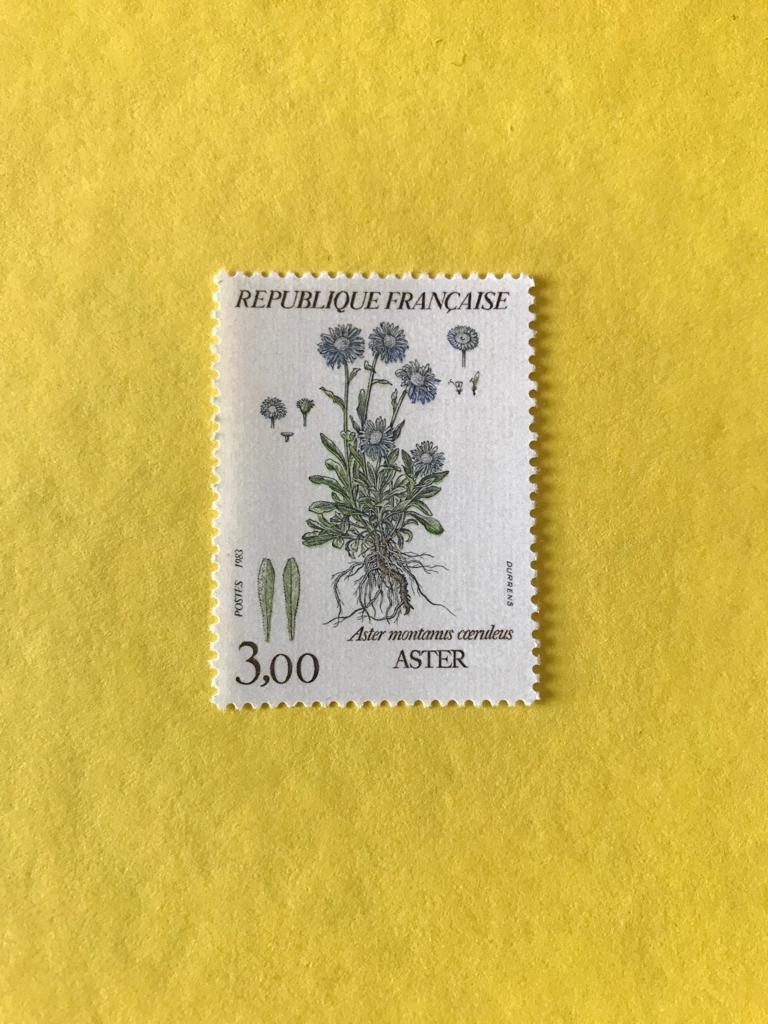 REPUBLIQUE FRANÇAISE
POSTES 1983
DURRENS
Aster montanus cœruleus
3,00
ASTER